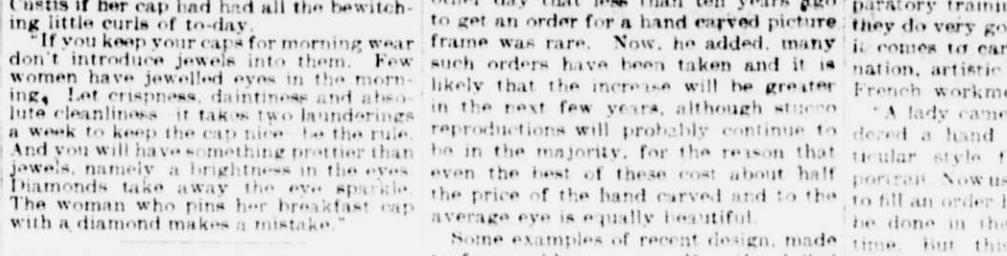 Custis if her cap had had all the bewitch-
ing little curls of to-day.
"If you keep your caps for morning wear
don't introduce jewels into them. Few
women have jewelled eyes in the morn-
ing. Let crispness, daintiness and abso-
lute cleanliness—it takes two launderings
a week to keep the cap nice—be the rule.
And you will have something prettier than
jewels, namely a brightness in the eyes.
Diamonds take away the eye sparkle.
The woman who pins her breakfast cap
with a diamond makes a mistake."
other day that less than ten years ago
to get an order for a hand carved picture
frame was rare. Now, he added, many
such orders have been taken and it is
likely that the increase will be greater
in the next few years, although stucco
reproductions will probably continue to
be in the majority, for the reason that
even the best of these cost about half
the price of the hand carved and to the
average eye is equally beautiful.
Some examples of recent design, made
paratory
they do very
it comes to
nation, artistic
French
"A lady came
dered a hand
ticular style
portrait. Now us
to fill an order
be done in the
time. But this